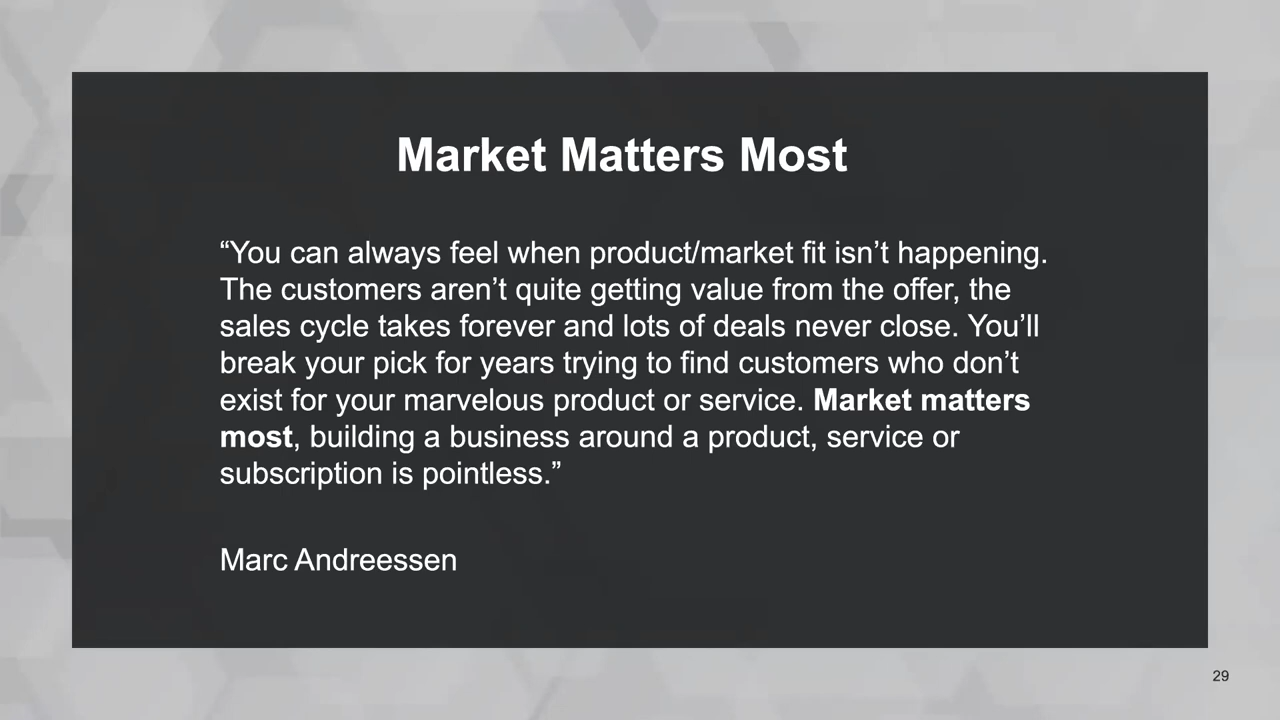 Market Matters Most
“You can always feel when product/market fit isn’t happening.
The customers aren’t quite getting value from the offer, the
sales cycle takes forever and lots of deals never close. You’ll
break your pick for years trying to find customers who don’t
exist for your marvelous product or service. Market matters
most, building a business around a product, service or
subscription is pointless.”
Marc Andreessen
29